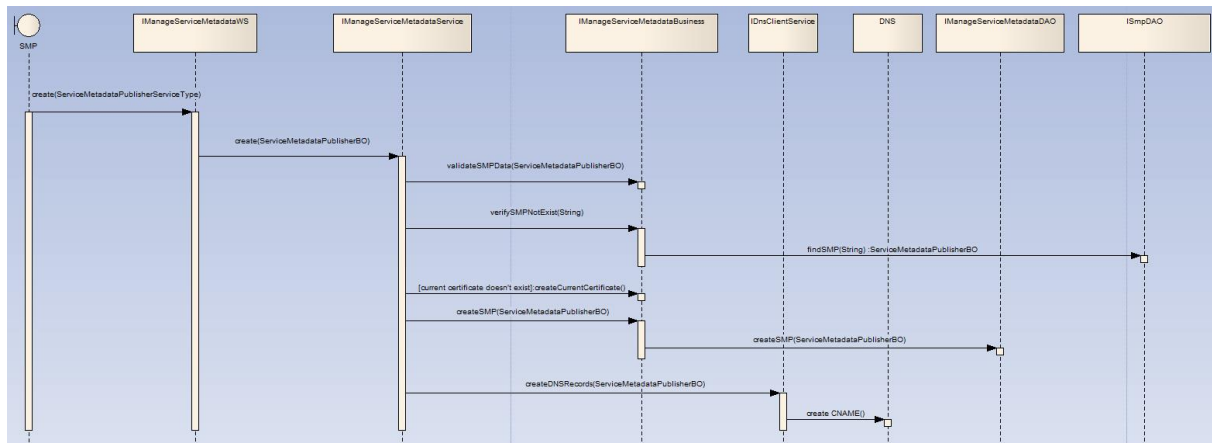 SMP
IManageServiceMetadataWS
IManageServiceMetadataService
IManageServiceMetadataBusiness
IDnsClientService
DNS
IManageServiceMetadataDAO
ISmpDAO
create(ServiceMetadataPublisherServiceType)
create(ServiceMetadataPublisherBO)
validateSMPData(ServiceMetadataPublisherBO)
verifySMPNotExist(String)
findSMP(String) :ServiceMetadataPublisherBO
[current certificate doesn't exist]:createCurrentCertificate()
createSMP(ServiceMetadataPublisherBO)
createSMP(ServiceMetadataPublisherBO)
createDNSRecords(ServiceMetadataPublisherBO)
create CNAME()